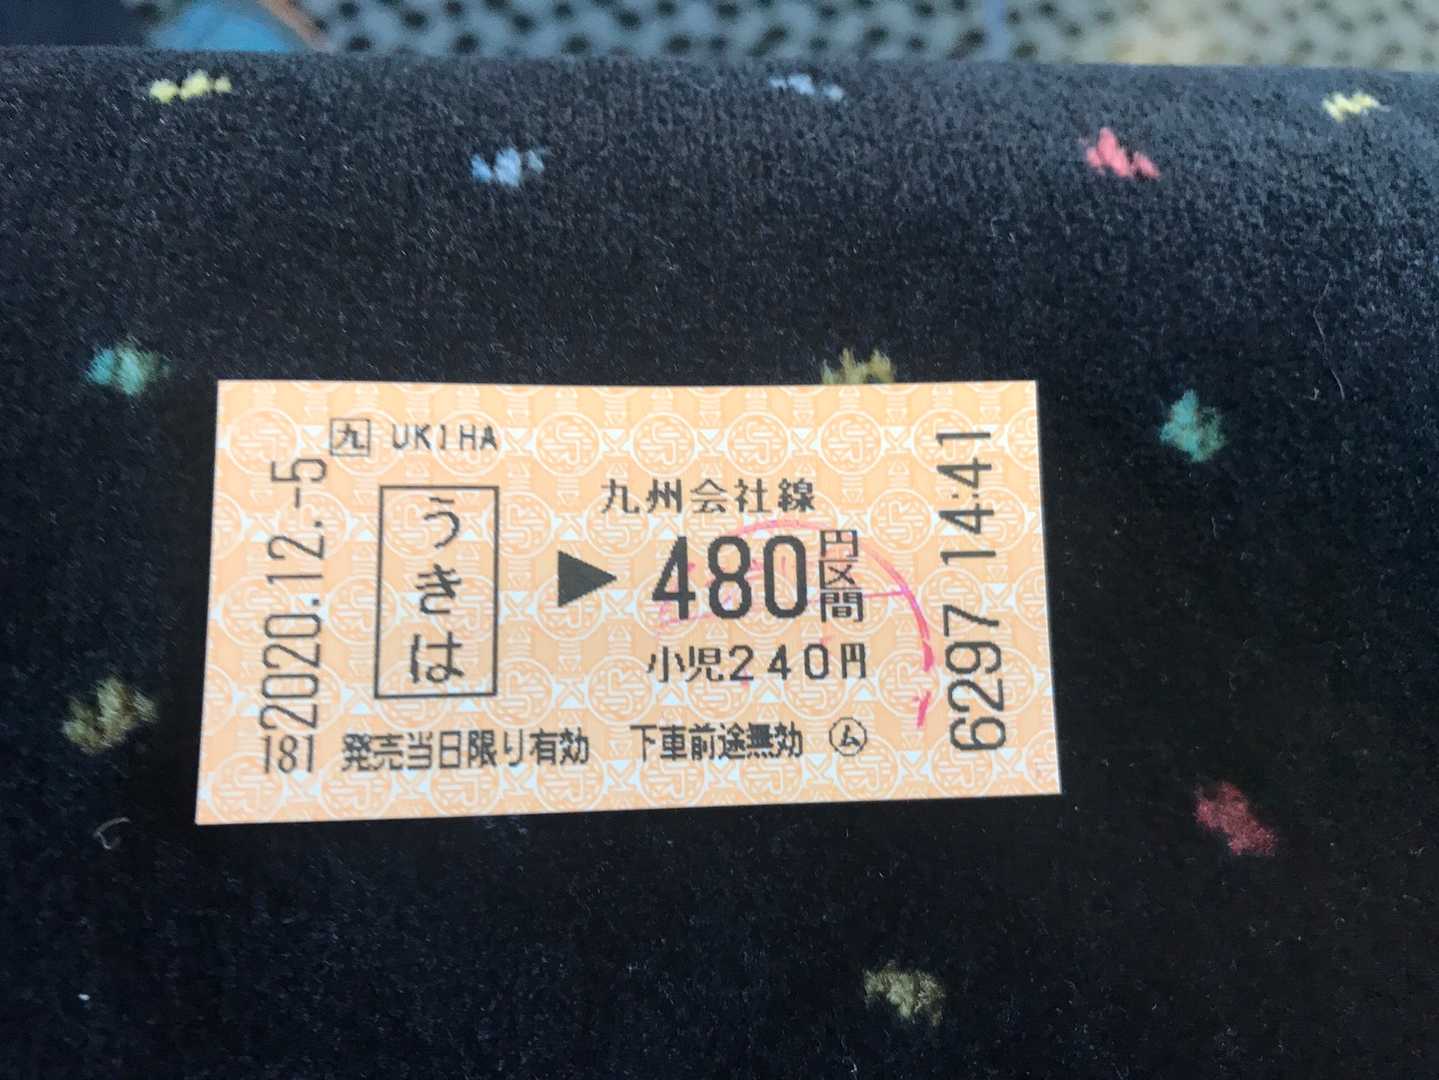 九 UKIHA
うきは
九州会社線
▶480円区間
小児240円
発売当日限り有効 下車前途無効 ㋰
2020.12.-5
181
6297 14:41